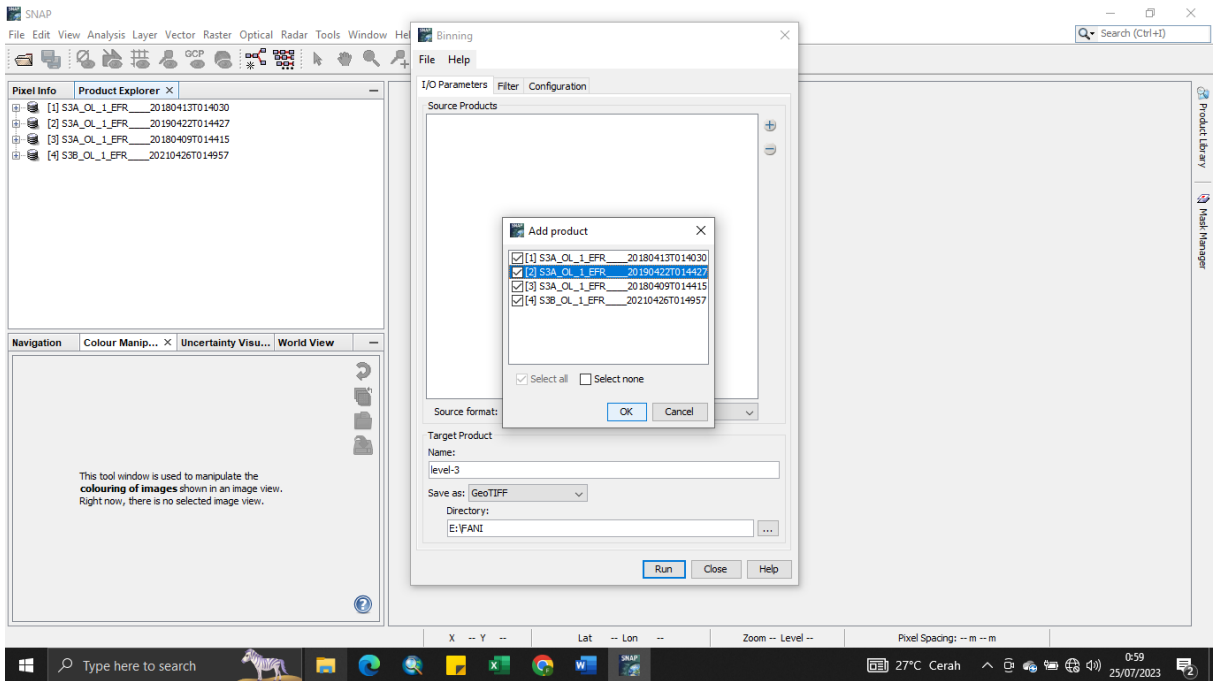 SNAP
File Edit View Analysis Layer Vector Raster Optical Radar Tools Window Hel
Search (Ctrl+I)
GCP
Pixel Info Product Explorer
[1] S3A_OL_1_EFR____20180413T014030
[2] S3A_OL_1_EFR____20190422T014427
[3] S3A_OL_1_EFR____20180409T014415
[4] S3B_OL_1_EFR____20210426T014957
Navigation Colour Manip... Uncertainty Visu... World View
This tool window is used to manipulate the
colouring of images shown in an image view.
Right now, there is no selected image view.
Binning
File Help
I/O Parameters Filter Configuration
Source Products
Add product
[1] S3A_OL_1_EFR____20180413T014030
[2] S3A_OL_1_EFR____20190422T014427
[3] S3A_OL_1_EFR____20180409T014415
[4] S3B_OL_1_EFR____20210426T014957
Select all Select none
OK Cancel
Source format:
Target Product
Name:
level-3
Save as: GeoTIFF
Directory:
E:\FANI
...
Run Close Help
Product Library
Mask Manager
X -- Y -- Lat -- Lon -- Zoom -- Level -- Pixel Spacing: -- m -- m
Type here to search
27°C Cerah
0:59
25/07/2023
2